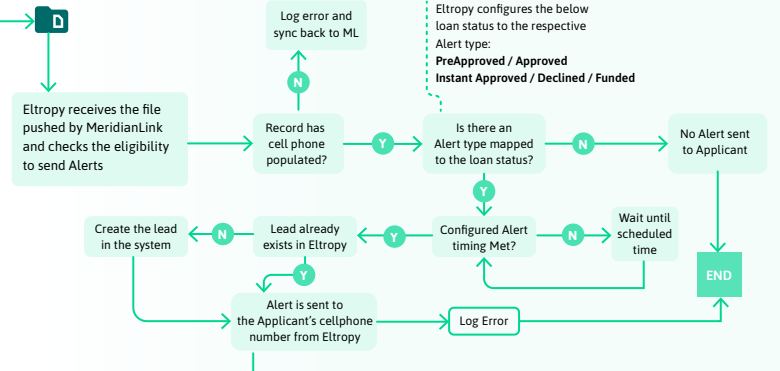 Log error and
sync back to ML
Eltropy configures the below
loan status to the respective
Alert type:
PreApproved / Approved
Instant Approved / Declined / Funded
N
Eltropy receives the file
pushed by MeridianLink
and checks the eligibility
to send Alerts
Record has
cell phone
populated?
Y
Is there an
Alert type mapped
to the loan status?
N
No Alert sent
to Applicant
Y
Create the lead
in the system
N
Lead already
exists in Eltropy
Y
Configured Alert
timing Met?
N
Wait until
scheduled
time
END
Y
Alert is sent to
the Applicant's cellphone
number from Eltropy
Log Error